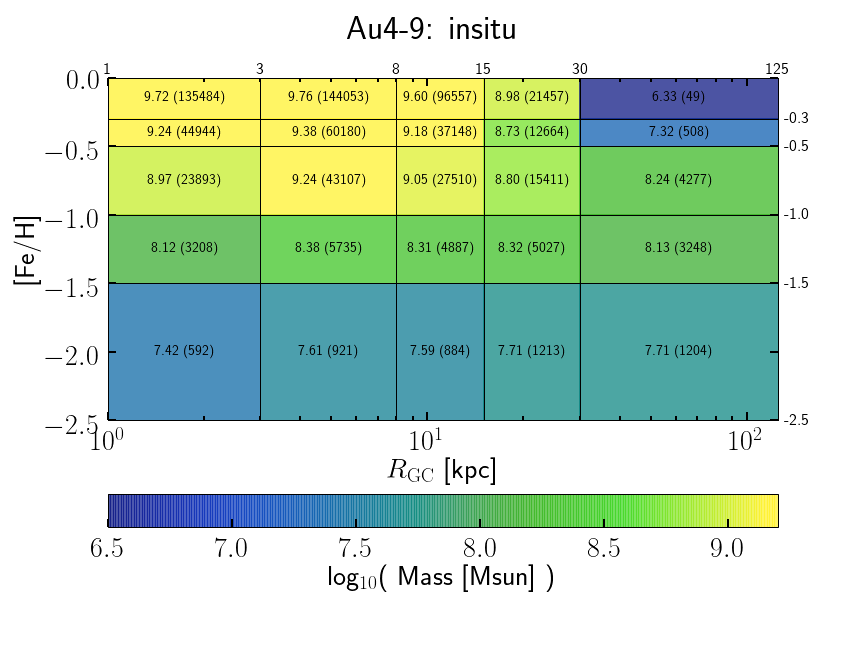 Au4-9: insitu
1 3 8 15 30 125
0.0 9.72 (135484) 9.76 (144053) 9.60 (96557) 8.98 (21457) 6.33 (49)
-0.3
9.24 (44944) 9.38 (60180) 9.18 (37148) 8.73 (12664) 7.32 (508)
−0.5 -0.5
8.97 (23893) 9.24 (43107) 9.05 (27510) 8.80 (15411) 8.24 (4277)
−1.0 -1.0
8.12 (3208) 8.38 (5735) 8.31 (4887) 8.32 (5027) 8.13 (3248)
[Fe/H]
−1.5 -1.5
7.42 (592) 7.61 (921) 7.59 (884) 7.71 (1213) 7.71 (1204)
−2.0
−2.5 -2.5
10⁰ 10¹ 10²
R_GC [kpc]
6.5 7.0 7.5 8.0 8.5 9.0
log₁₀( Mass [Msun] )